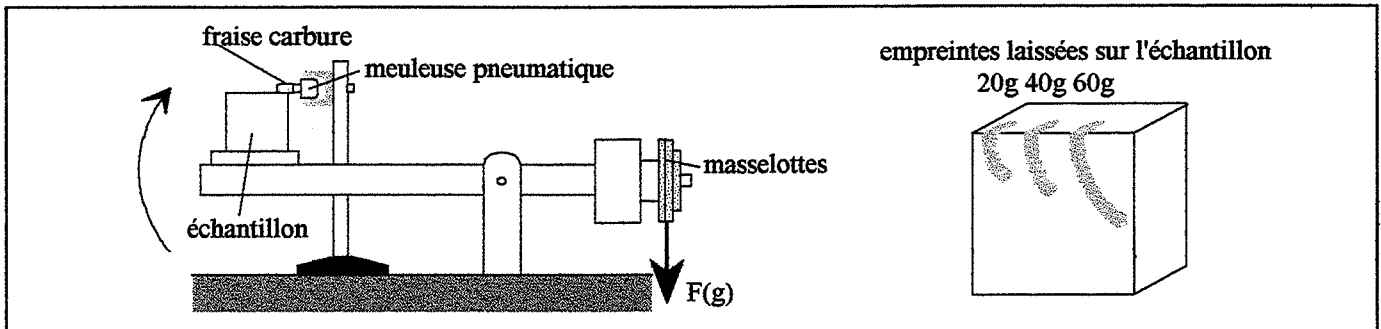 fraise carbure
meuleuse pneumatique
échantillon
masselottes
F(g)
empreintes laissées sur l'échantillon
20g 40g 60g